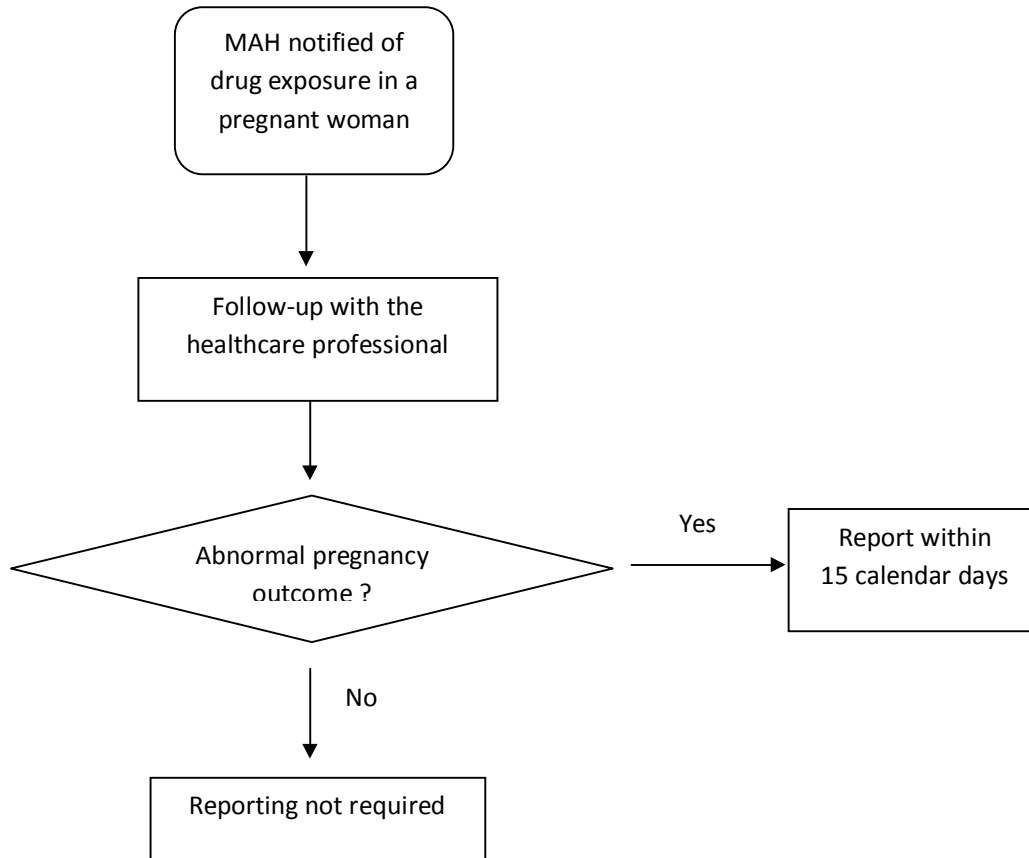 MAH notified of
drug exposure in a
pregnant woman
Follow-up with the
healthcare professional
Abnormal pregnancy
outcome ?
Yes
Report within
15 calendar days
No
Reporting not required